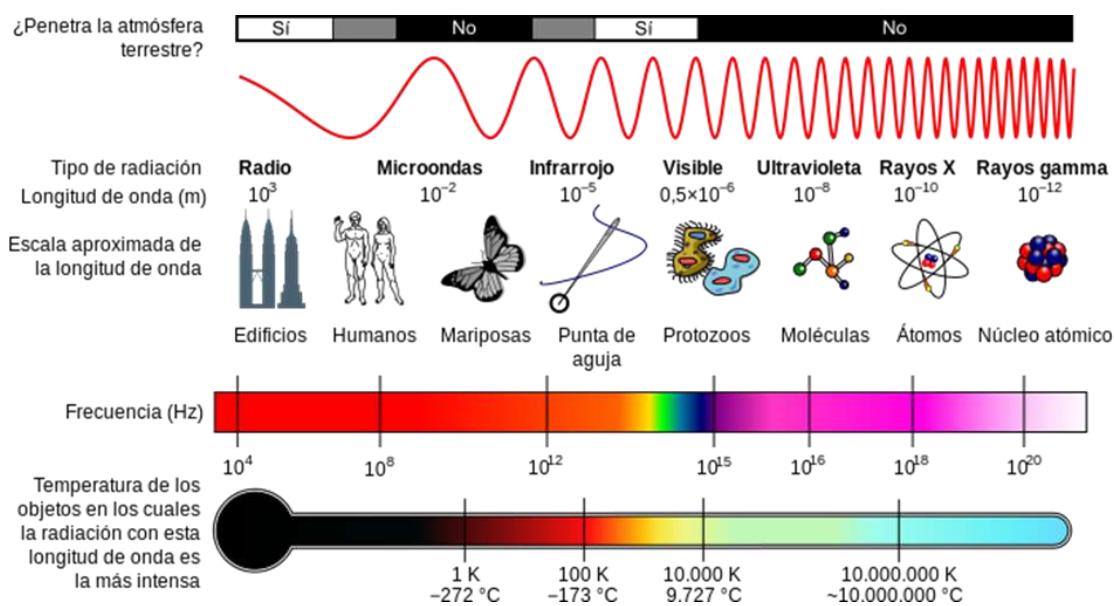 ¿Penetra la atmósfera
terrestre?
Sí No Sí No
Tipo de radiación Radio Microondas Infrarrojo Visible Ultravioleta Rayos X Rayos gamma
Longitud de onda (m) 10³ 10⁻² 10⁻⁵ 0,5×10⁻⁶ 10⁻⁸ 10⁻¹⁰ 10⁻¹²
Escala aproximada de
la longitud de onda
Edificios Humanos Mariposas Punta de Protozoos Moléculas Átomos Núcleo atómico
aguja
Frecuencia (Hz)
10⁴ 10⁸ 10¹² 10¹⁵ 10¹⁶ 10¹⁸ 10²⁰
Temperatura de los
objetos en los cuales
la radiación con esta
longitud de onda es
la más intensa
1 K 100 K 10.000 K 10.000.000 K
−272 °C −173 °C 9.727 °C ~10.000.000 °C